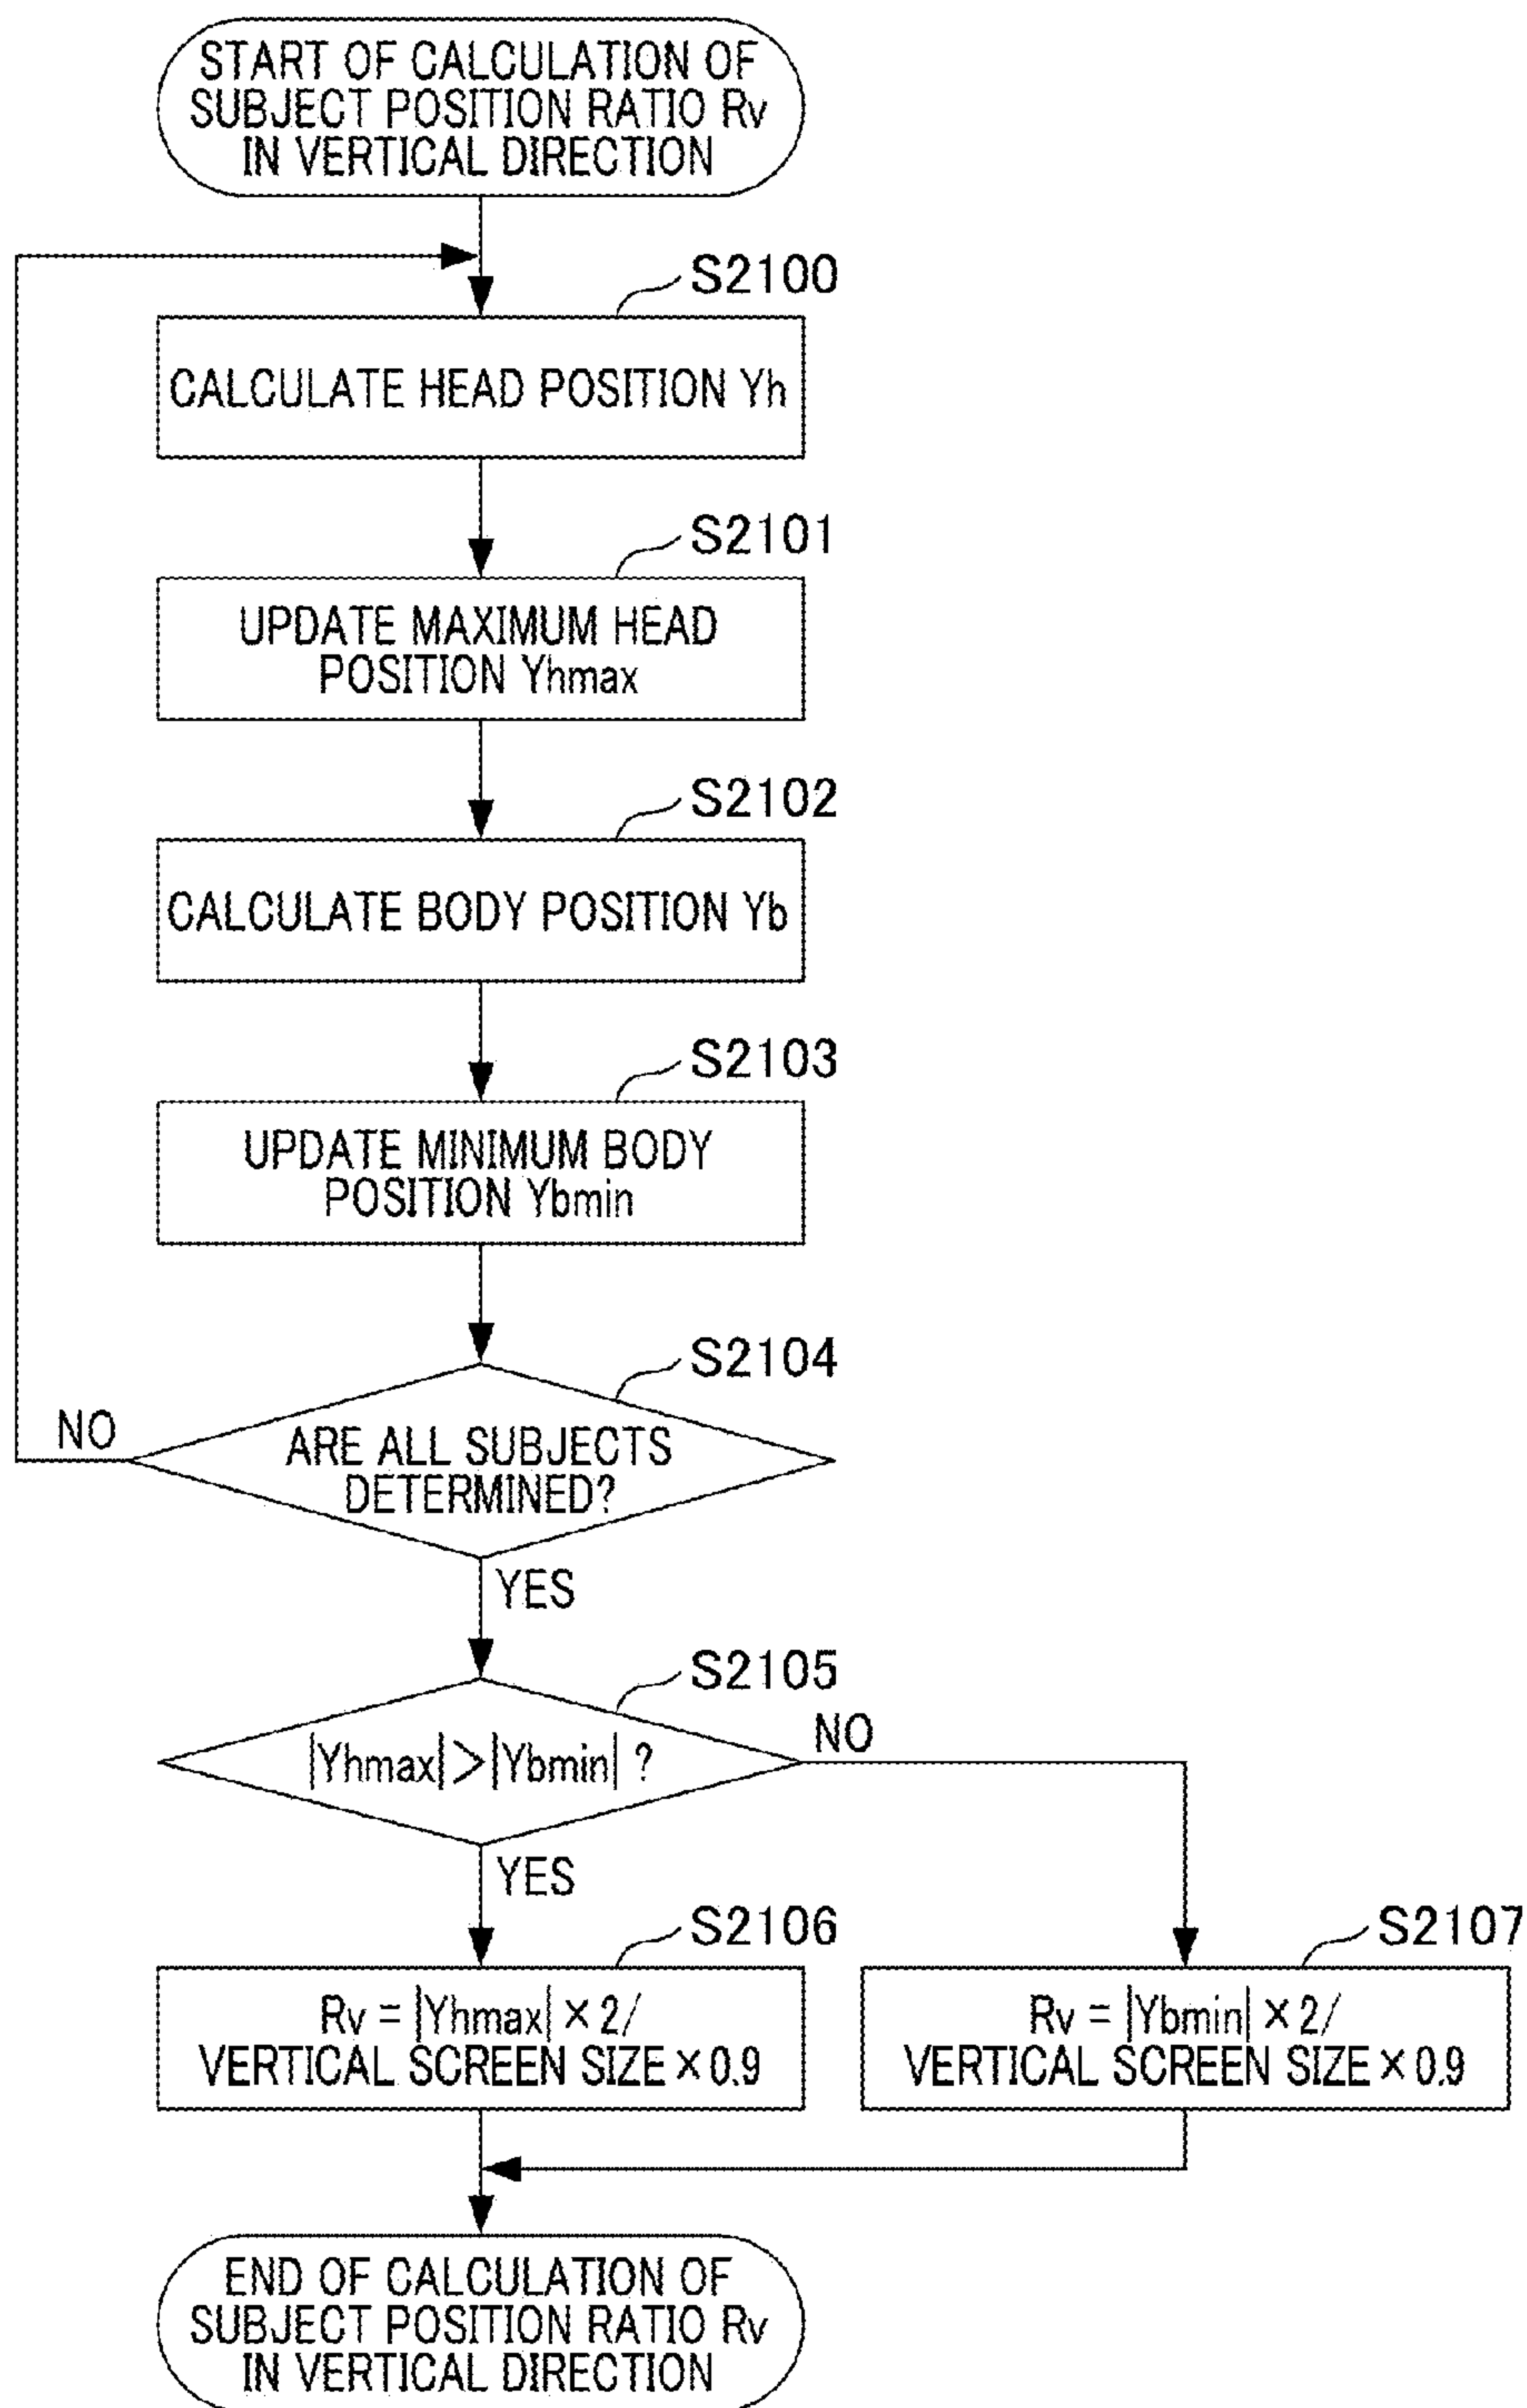 START OF CALCULATION OF
SUBJECT POSITION RATIO Rv
IN VERTICAL DIRECTION
S2100
CALCULATE HEAD POSITION Yh
S2101
UPDATE MAXIMUM HEAD
POSITION Yhmax
S2102
CALCULATE BODY POSITION Yb
S2103
UPDATE MINIMUM BODY
POSITION Ybmin
S2104
NO
ARE ALL SUBJECTS
DETERMINED?
YES
S2105
NO
|Yhmax|>|Ybmin| ?
YES
S2106
Rv = |Yhmax| × 2/
VERTICAL SCREEN SIZE × 0.9
S2107
Rv = |Ybmin| × 2/
VERTICAL SCREEN SIZE × 0.9
END OF CALCULATION OF
SUBJECT POSITION RATIO Rv
IN VERTICAL DIRECTION